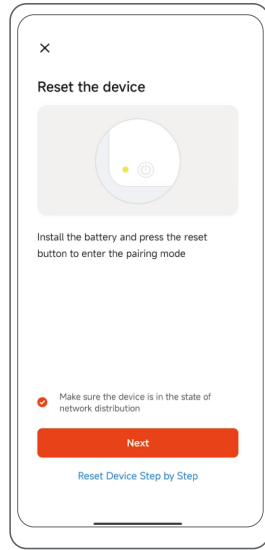 Reset the device
Install the battery and press the reset
button to enter the pairing mode
Make sure the device is in the state of
network distribution
Next
Reset Device Step by Step